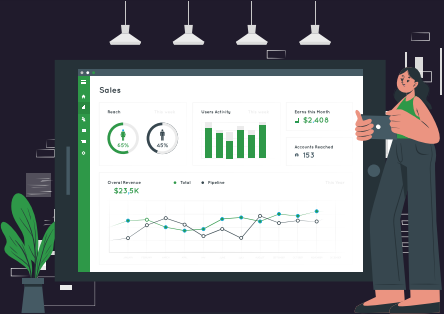 Sales
Reach
65%
45%
Users Activity
Earns this Month
$2.408
Accounts Reached
153
Overal Revenue
Total
Pipeline
$23,5K